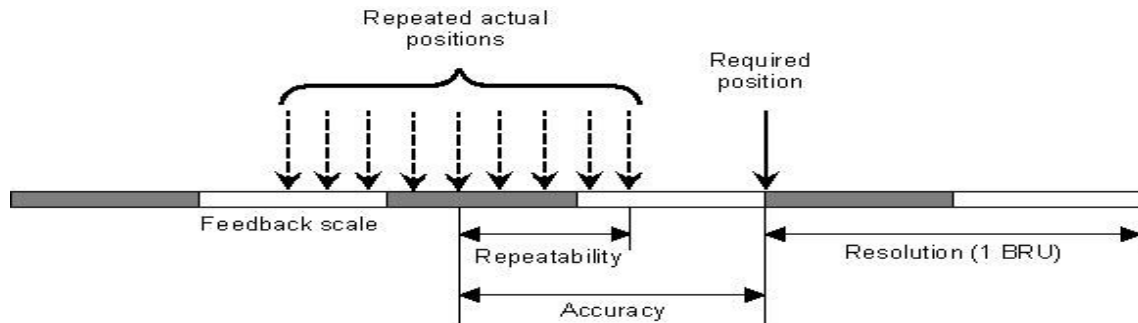 Repeated actual
positions
Required
position
Feedback scale
Repeatability
Resolution (1 BRU)
Accuracy